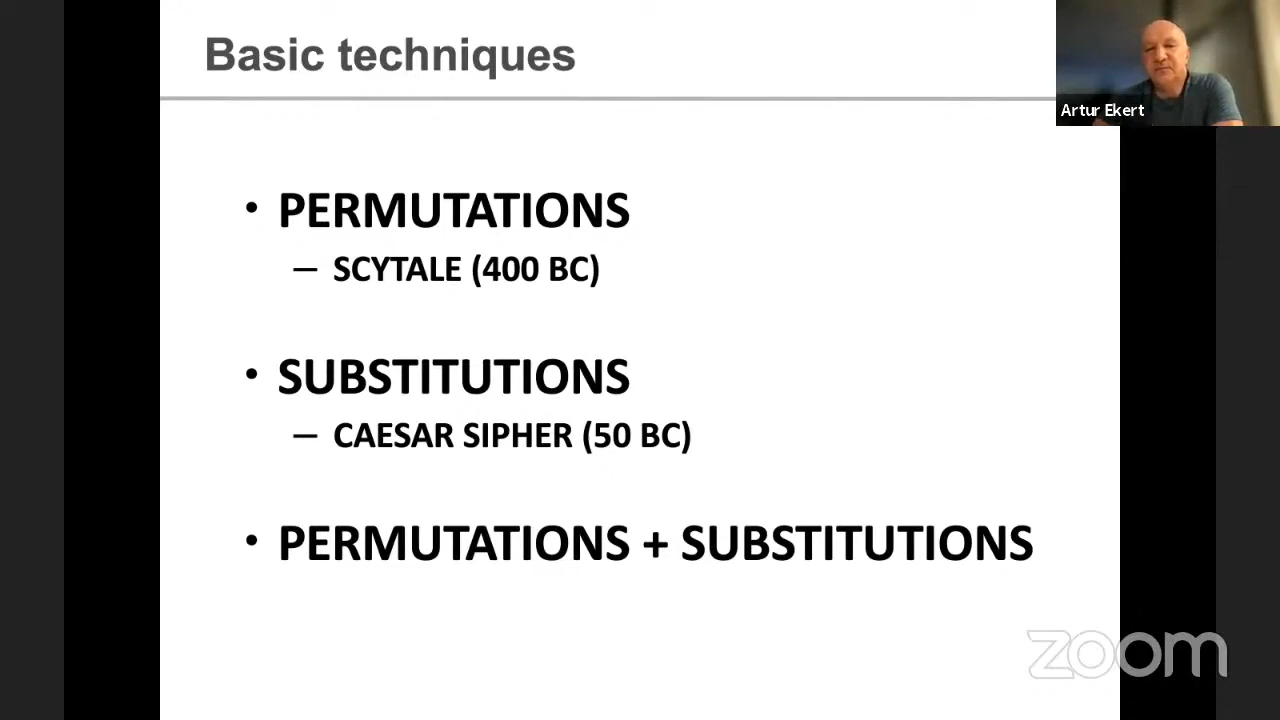 Basic techniques
Artur Ekert
• PERMUTATIONS
– SCYTALE (400 BC)
• SUBSTITUTIONS
– CAESAR SIPHER (50 BC)
• PERMUTATIONS + SUBSTITUTIONS
zoom